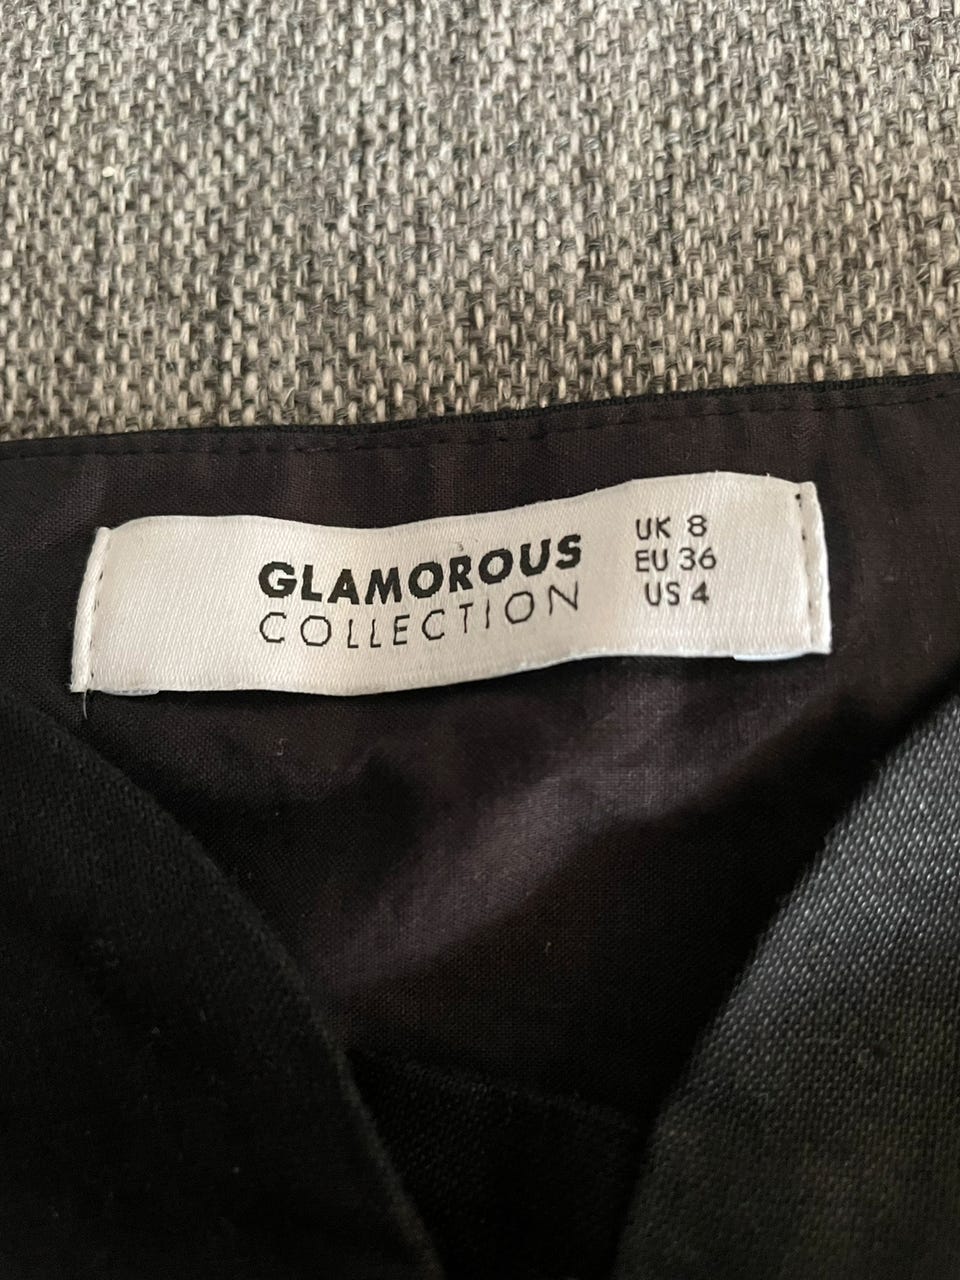 GLAMOROUS
COLLECTION
UK 8
EU 36
US 4